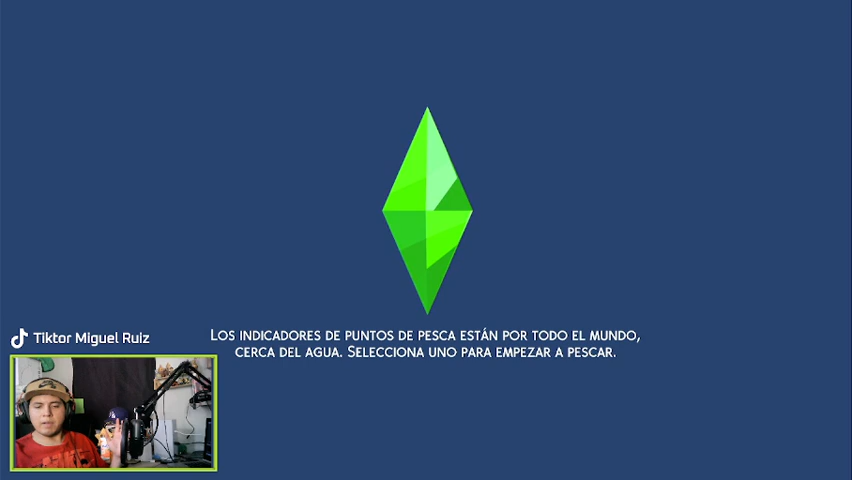 Tiktor Miguel Ruiz
Los indicadores de puntos de pesca están por todo el mundo,
cerca del agua. Selecciona uno para empezar a pescar.